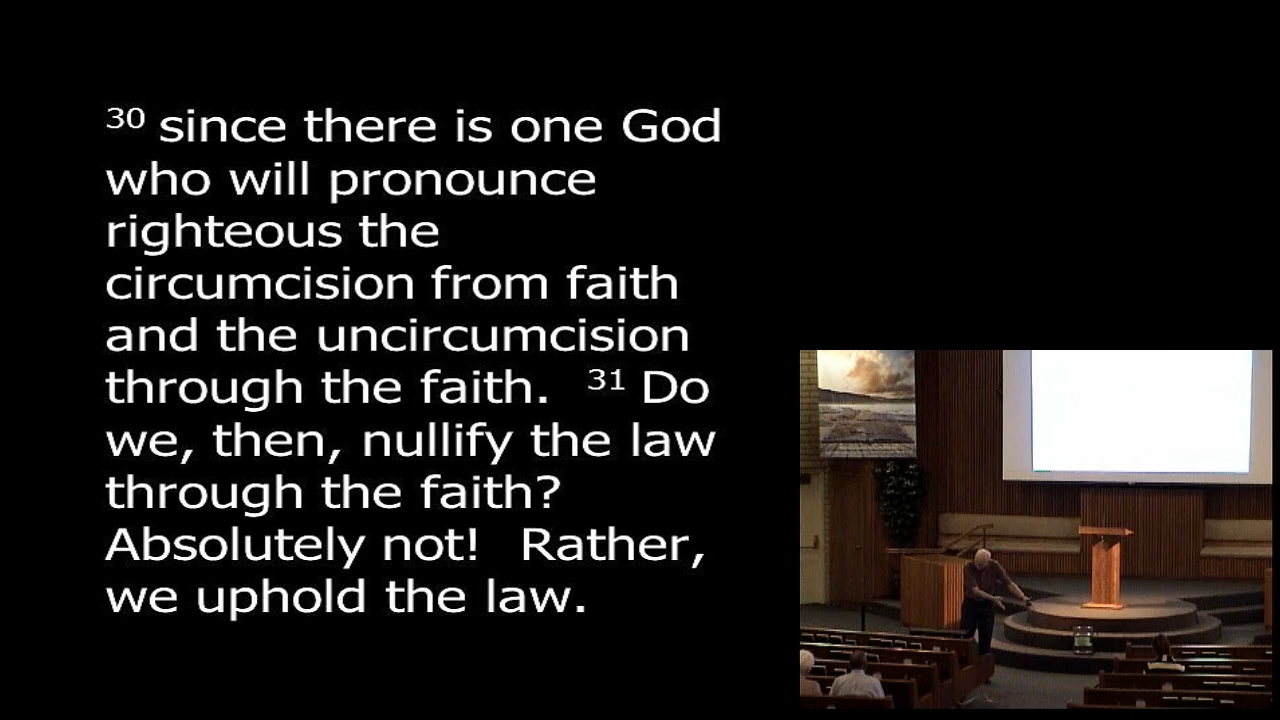 30 since there is one God
who will pronounce
righteous the
circumcision from faith
and the uncircumcision
through the faith. 31 Do
we, then, nullify the law
through the faith?
Absolutely not! Rather,
we uphold the law.